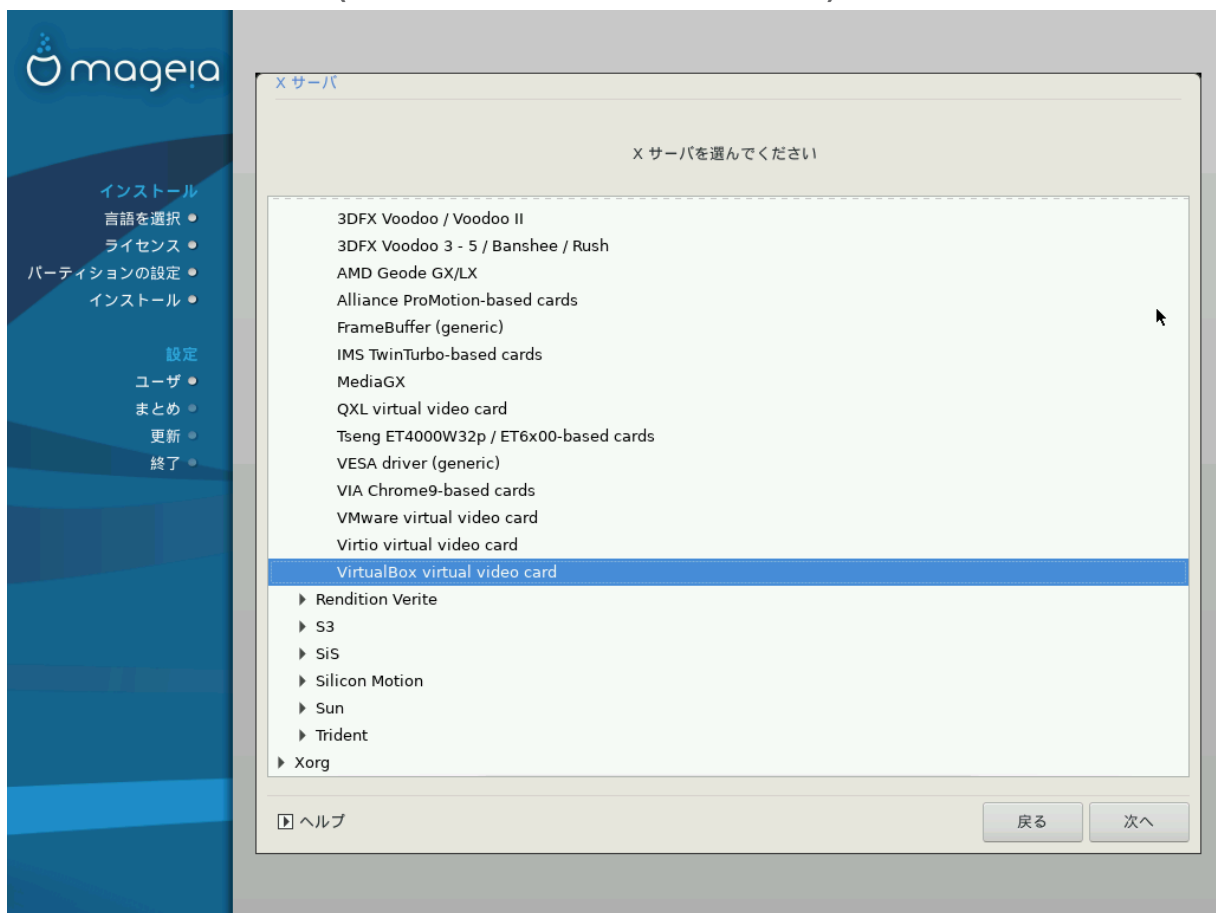 mageia
インストール
言語を選択
ライセンス
パーティションの設定
インストール
設定
ユーザ
まとめ
更新
終了
X サーバ
X サーバを選んでください
3DFX Voodoo / Voodoo II
3DFX Voodoo 3 - 5 / Banshee / Rush
AMD Geode GX/LX
Alliance ProMotion-based cards
FrameBuffer (generic)
IMS TwinTurbo-based cards
MediaGX
QXL virtual video card
Tseng ET4000W32p / ET6x00-based cards
VESA driver (generic)
VIA Chrome9-based cards
VMware virtual video card
Virtio virtual video card
VirtualBox virtual video card
Rendition Verite
S3
SiS
Silicon Motion
Sun
Trident
Xorg
ヘルプ
戻る
次へ